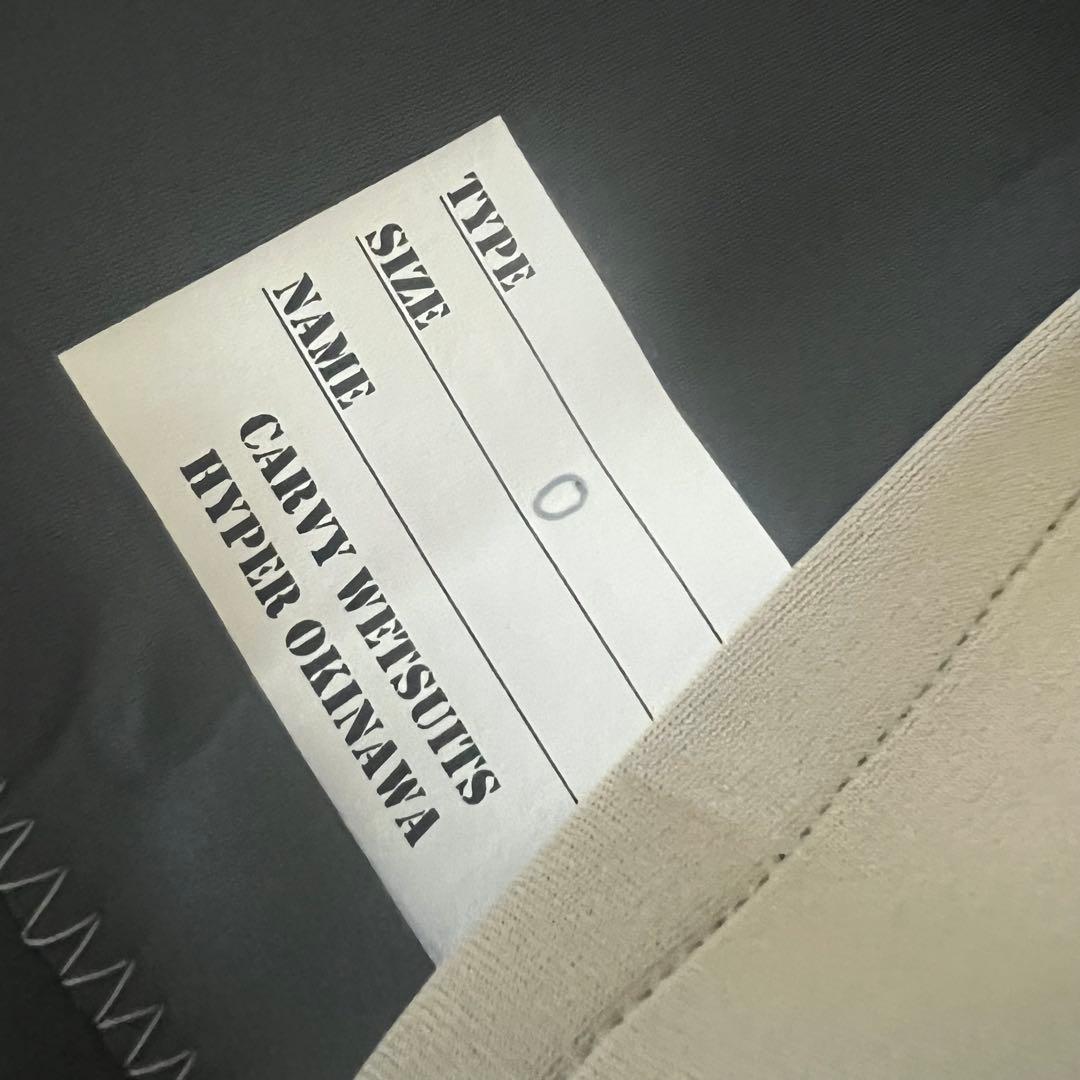 TYPE
SIZE 0
NAME
CARVY WETSUITS
HYPER OKINAWA